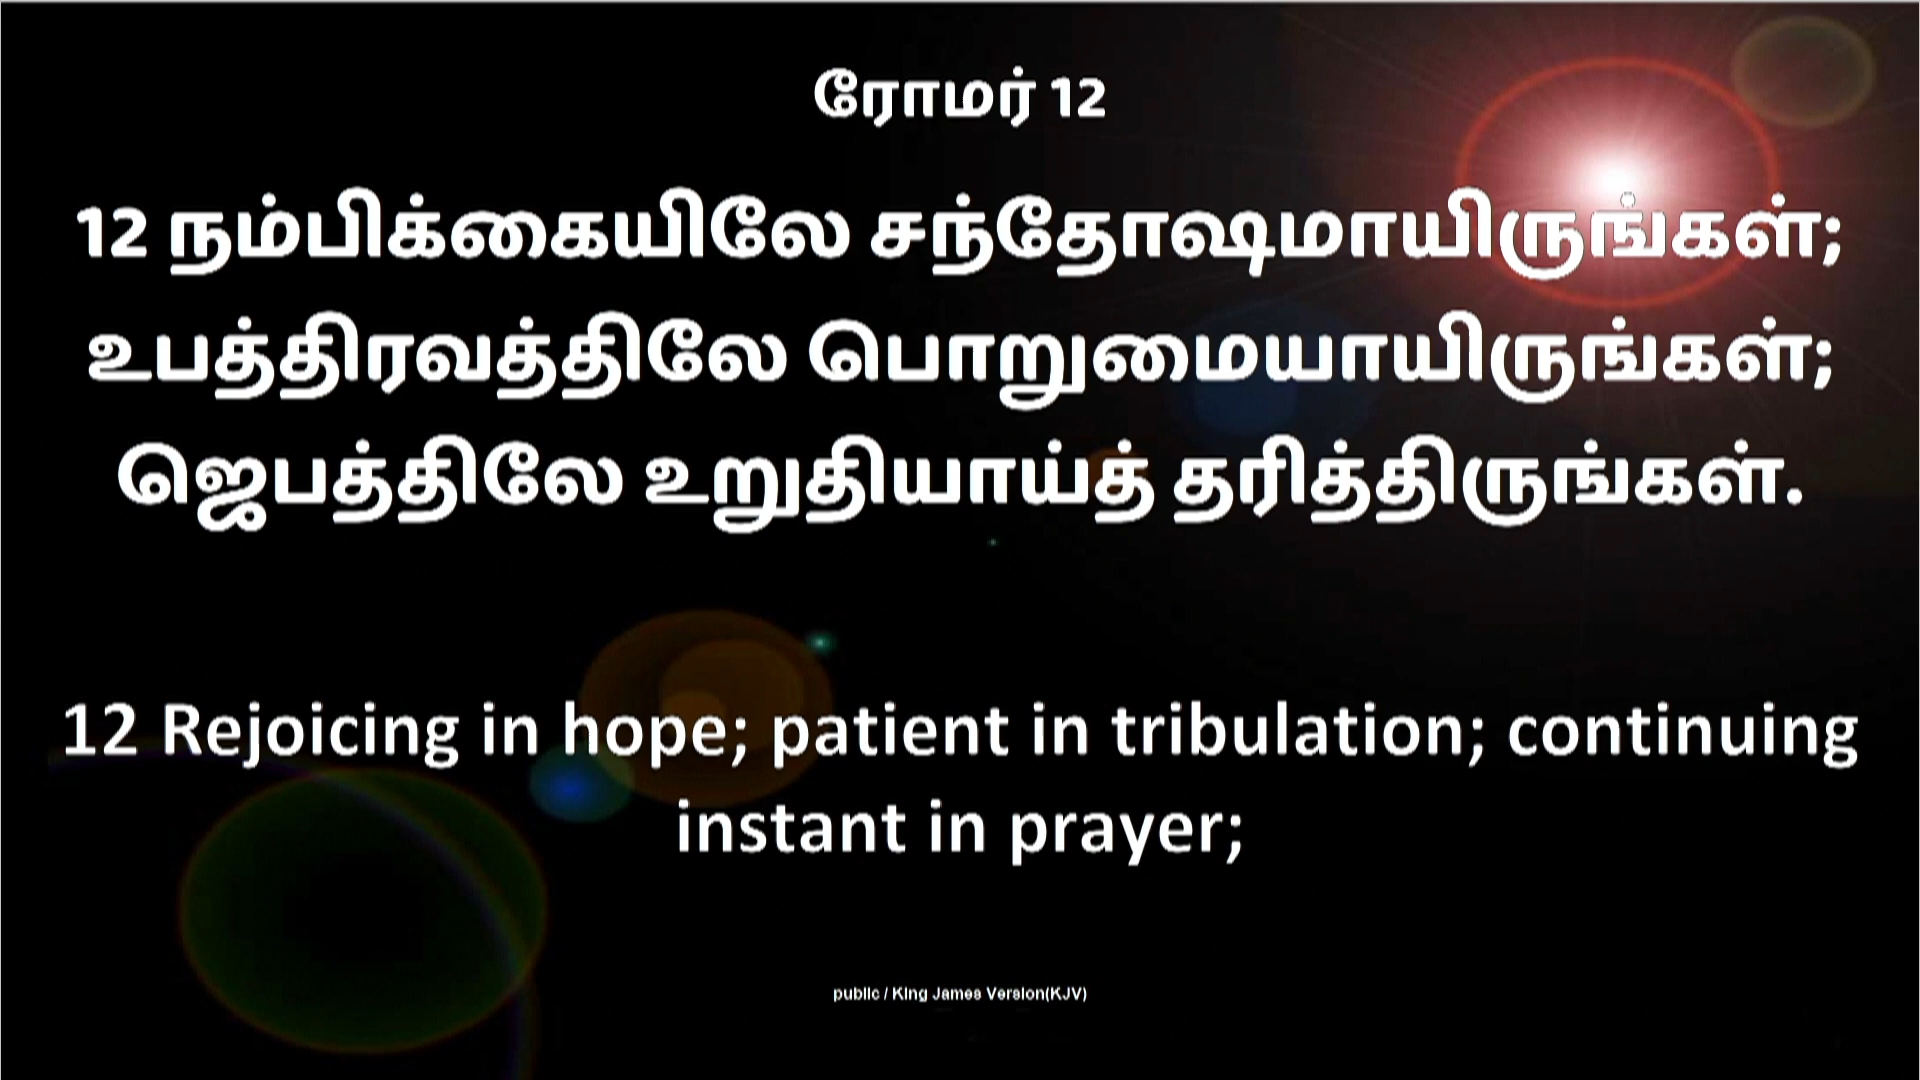 ரோமர் 12
12 நம்பிக்கையிலே சந்தோஷமாயிருங்கள்;
உபத்திரவத்திலே பொறுமையாயிருங்கள்;
ஜெபத்திலே உறுதியாய்த் தரித்திருங்கள்.
12 Rejoicing in hope; patient in tribulation; continuing
instant in prayer;
public / King James Version(KJV)